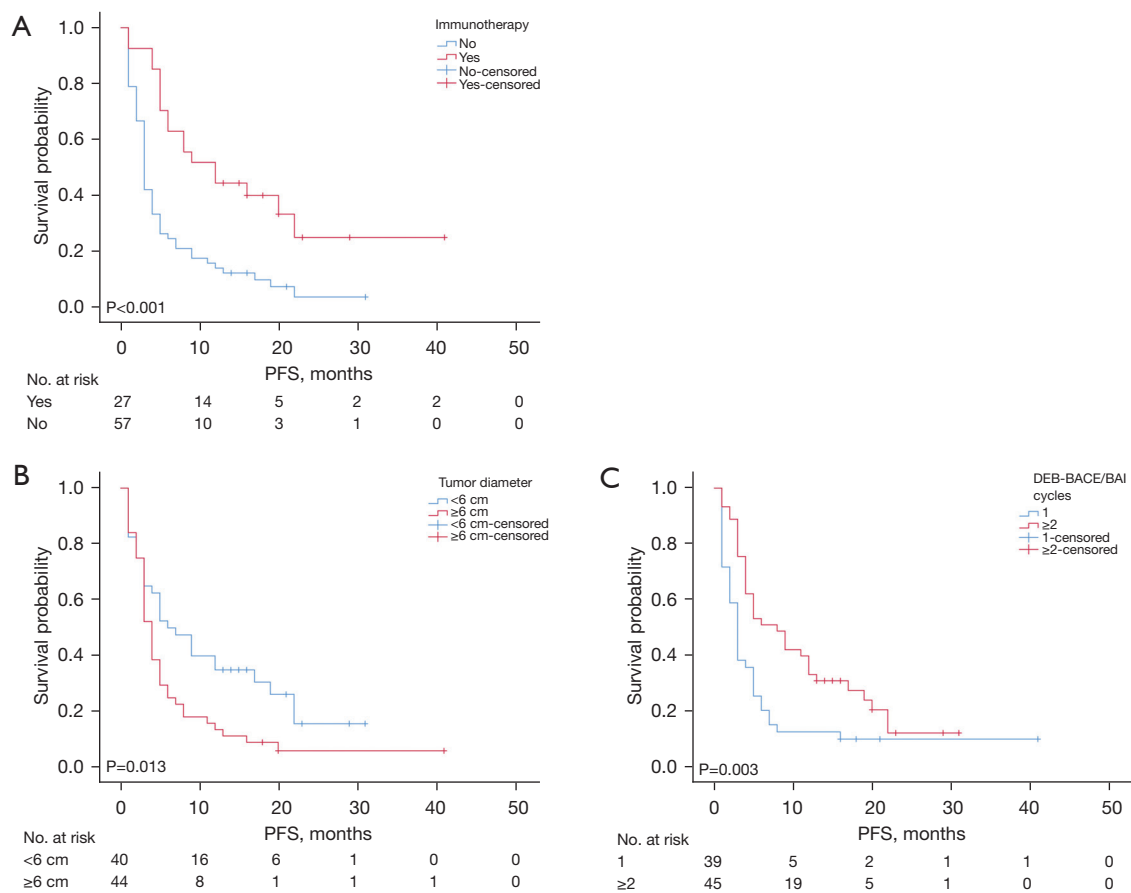 A
Immunotherapy
No
Yes
No-censored
Yes-censored
Survival probability
1.0
0.8
0.6
0.4
0.2
0.0
P<0.001
0 10 20 30 40 50
PFS, months
No. at risk
Yes 27 14 5 2 2 0
No 57 10 3 1 0 0
B
Tumor diameter
<6 cm
≥6 cm
<6 cm-censored
≥6 cm-censored
Survival probability
1.0
0.8
0.6
0.4
0.2
0.0
P=0.013
0 10 20 30 40 50
PFS, months
No. at risk
<6 cm 40 16 6 1 0 0
≥6 cm 44 8 1 1 1 0
C
DEB-BACE/BAI
cycles
1
≥2
1-censored
≥2-censored
Survival probability
1.0
0.8
0.6
0.4
0.2
0.0
P=0.003
0 10 20 30 40 50
PFS, months
No. at risk
1 39 5 2 1 1 0
≥2 45 19 5 1 0 0